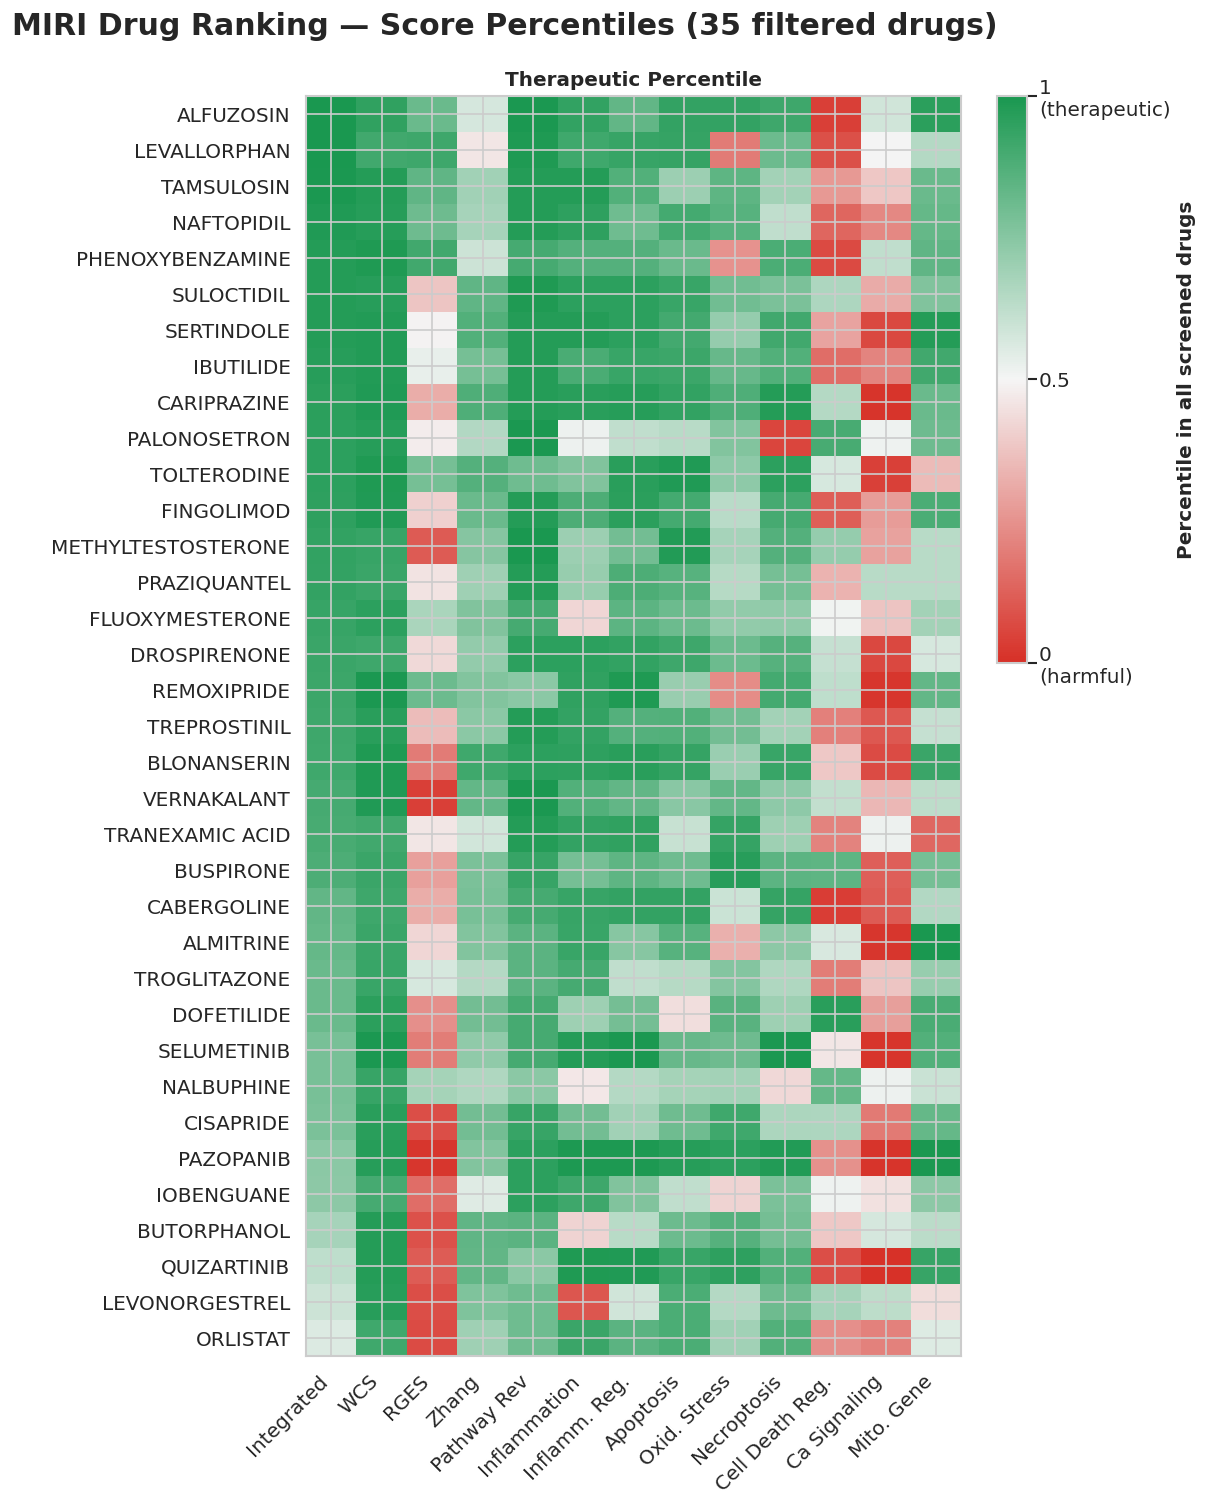 MIRI Drug Ranking — Score Percentiles (35 filtered drugs)
Therapeutic Percentile
ALFUZOSIN
LEVALLORPHAN
TAMSULOSIN
NAFTOPIDIL
PHENOXYBENZAMINE
SULOCTIDIL
SERTINDOLE
IBUTILIDE
CARIPRAZINE
PALONOSETRON
TOLTERODINE
FINGOLIMOD
METHYLTESTOSTERONE
PRAZIQUANTEL
FLUOXYMESTERONE
DROSPIRENONE
REMOXIPRIDE
TREPROSTINIL
BLONANSERIN
VERNAKALANT
TRANEXAMIC ACID
BUSPIRONE
CABERGOLINE
ALMITRINE
TROGLITAZONE
DOFETILIDE
SELUMETINIB
NALBUPHINE
CISAPRIDE
PAZOPANIB
IOBENGUANE
BUTORPHANOL
QUIZARTINIB
LEVONORGESTREL
ORLISTAT
Integrated
WCS
RGES
Zhang
Pathway Rev
Inflammation
Inflamm. Reg.
Apoptosis
Oxid. Stress
Necroptosis
Cell Death Reg.
Ca Signaling
Mito. Gene
1
(therapeutic)
0.5
0
(harmful)
Percentile in all screened drugs